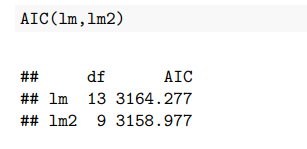 AIC(lm,lm2)
## df AIC
## lm 13 3164.277
## lm2 9 3158.977